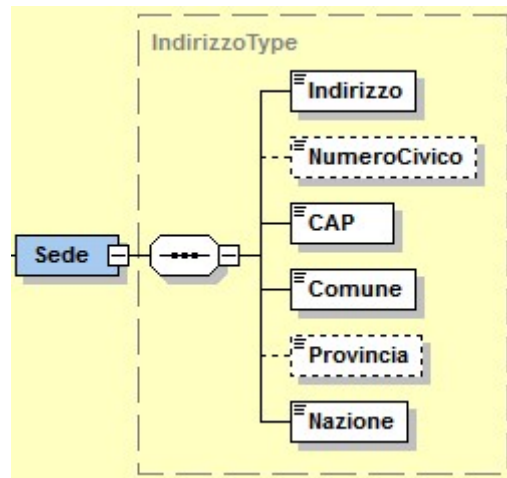 IndirizzoType
Indirizzo
NumeroCivico
CAP
Sede
Comune
Provincia
Nazione